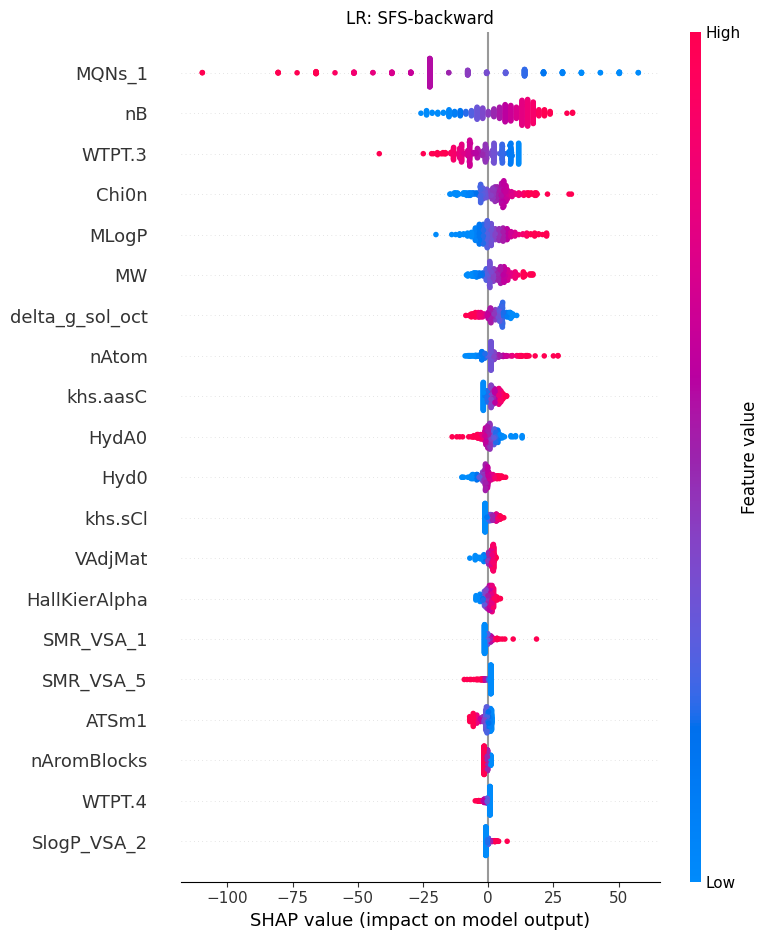 LR: SFS-backward
High
MQNs_1
nB
WTPT.3
Chi0n
MLogP
MW
delta_g_sol_oct
nAtom
khs.aasC
HydA0
Hyd0
khs.sCl
VAdjMat
HallKierAlpha
SMR_VSA_1
SMR_VSA_5
ATSm1
nAromBlocks
WTPT.4
SlogP_VSA_2
Feature value
Low
−100 −75 −50 −25 0 25 50
SHAP value (impact on model output)